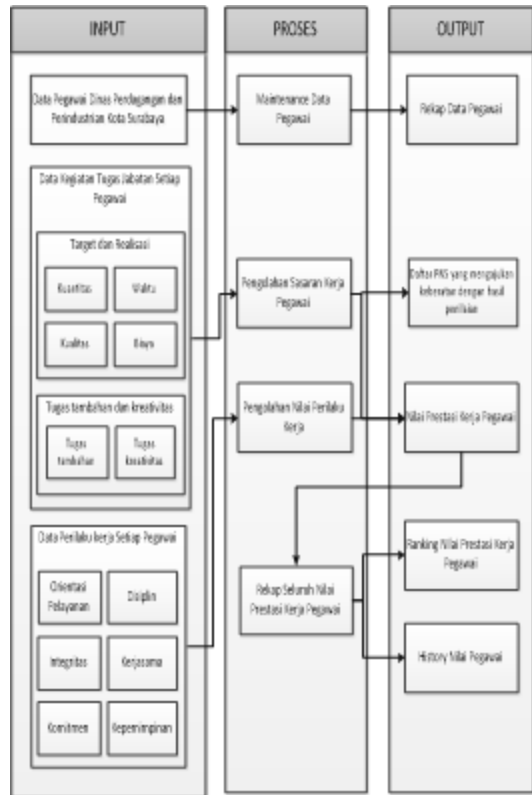 INPUT
PROSES
OUTPUT
Data Pegawai Dinas Perdagangan dan
Perindustrian Kota Surabaya
Maintenance Data
Pegawai
Rekap Data Pegawai
Data Kegiatan Tugas Jabatan Setiap
Pegawai
Target dan Realisasi
Kuantitas
Waktu
Kualitas
Biaya
Pengolahan Sasaran Kerja
Pegawai
Daftar PNS yang mengajukan
keberatan dengan hasil
penilaian
Tugas tambahan dan kreativitas
Tugas
tambahan
Tugas
kreativitas
Pengolahan Nilai Perilaku
Kerja
Nilai Prestasi Kerja Pegawai
Data Perilaku kerja Setiap Pegawai
Orientasi
Pelayanan
Disiplin
Integritas
Kerjasama
Komitmen
Kepemimpinan
Rekap Seluruh Nilai
Prestasi Kerja Pegawai
Ranking Nilai Prestasi Kerja
Pegawai
History Nilai Pegawai